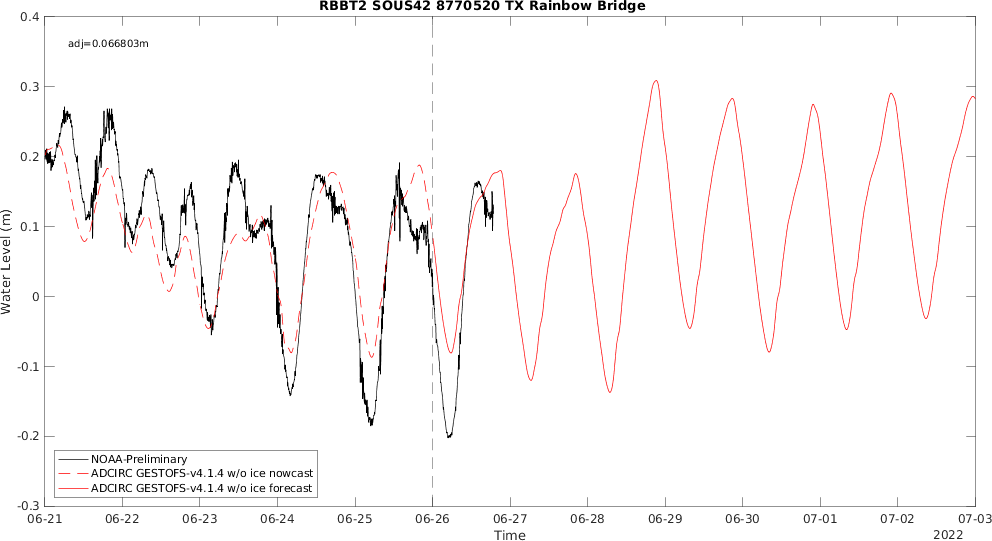 RBBT2 SOUS42 8770520 TX Rainbow Bridge
adj=0.066803m
Water Level (m)
0.4
0.3
0.2
0.1
0
-0.1
-0.2
-0.3
NOAA-Preliminary
ADCIRC GESTOFS-v4.1.4 w/o ice nowcast
ADCIRC GESTOFS-v4.1.4 w/o ice forecast
06-21 06-22 06-23 06-24 06-25 06-26 06-27 06-28 06-29 06-30 07-01 07-02 07-03
Time
2022